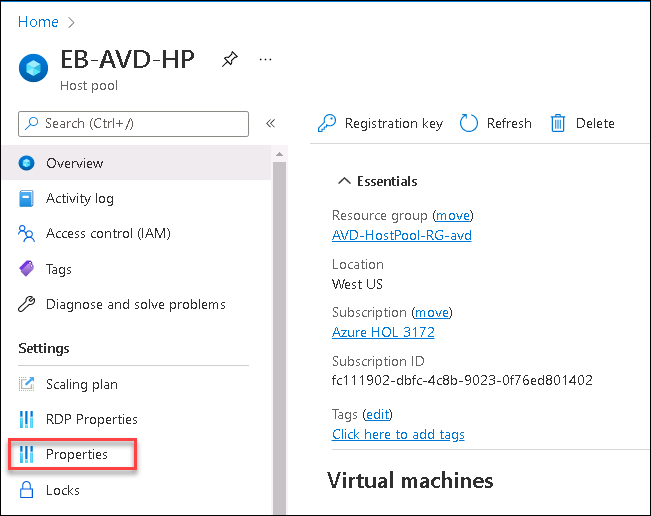 Home
EB-AVD-HP
Host pool
Search (Ctrl+/)
Overview
Activity log
Access control (IAM)
Tags
Diagnose and solve problems
Settings
Scaling plan
RDP Properties
Properties
Locks
Registration key
Refresh
Delete
Essentials
Resource group (move)
AVD-HostPool-RG-avd
Location
West US
Subscription (move)
Azure HOL 3172
Subscription ID
fc111902-dbfc-4c8b-9023-0f76ed801402
Tags (edit)
Click here to add tags
Virtual machines